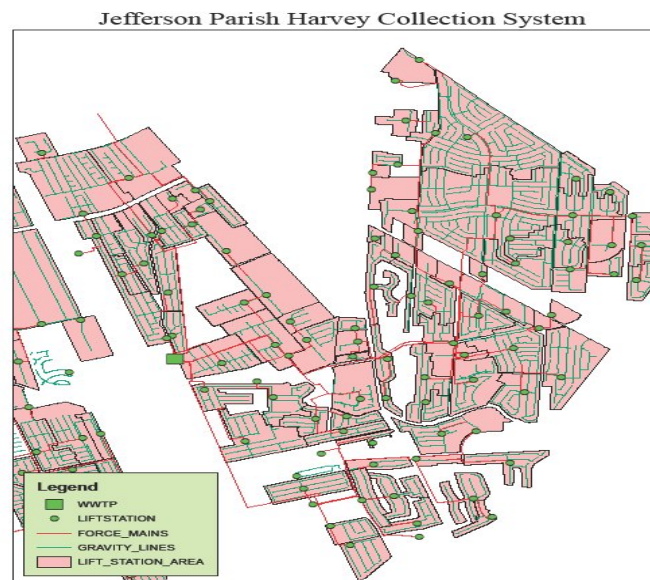 Jefferson Parish Harvey Collection System
Legend
WWTP
LIFTSTATION
FORCE_MAINS
GRAVITY_LINES
LIFT_STATION_AREA